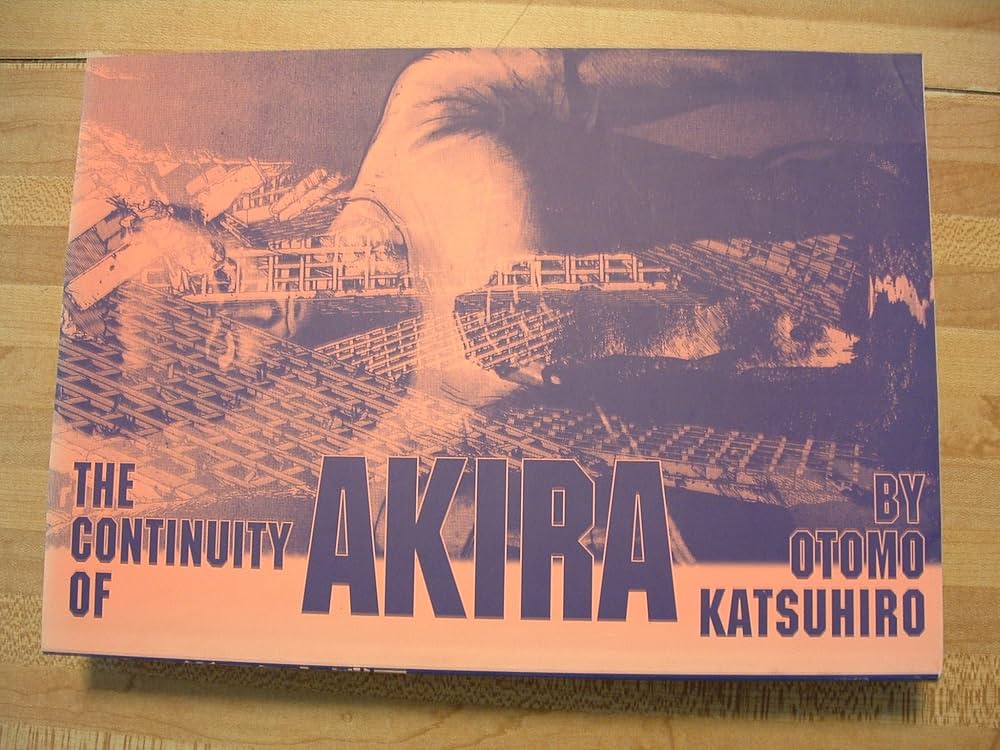 THE
CONTINUITY
OF
AKIRA
BY
OTOMO
KATSUHIRO